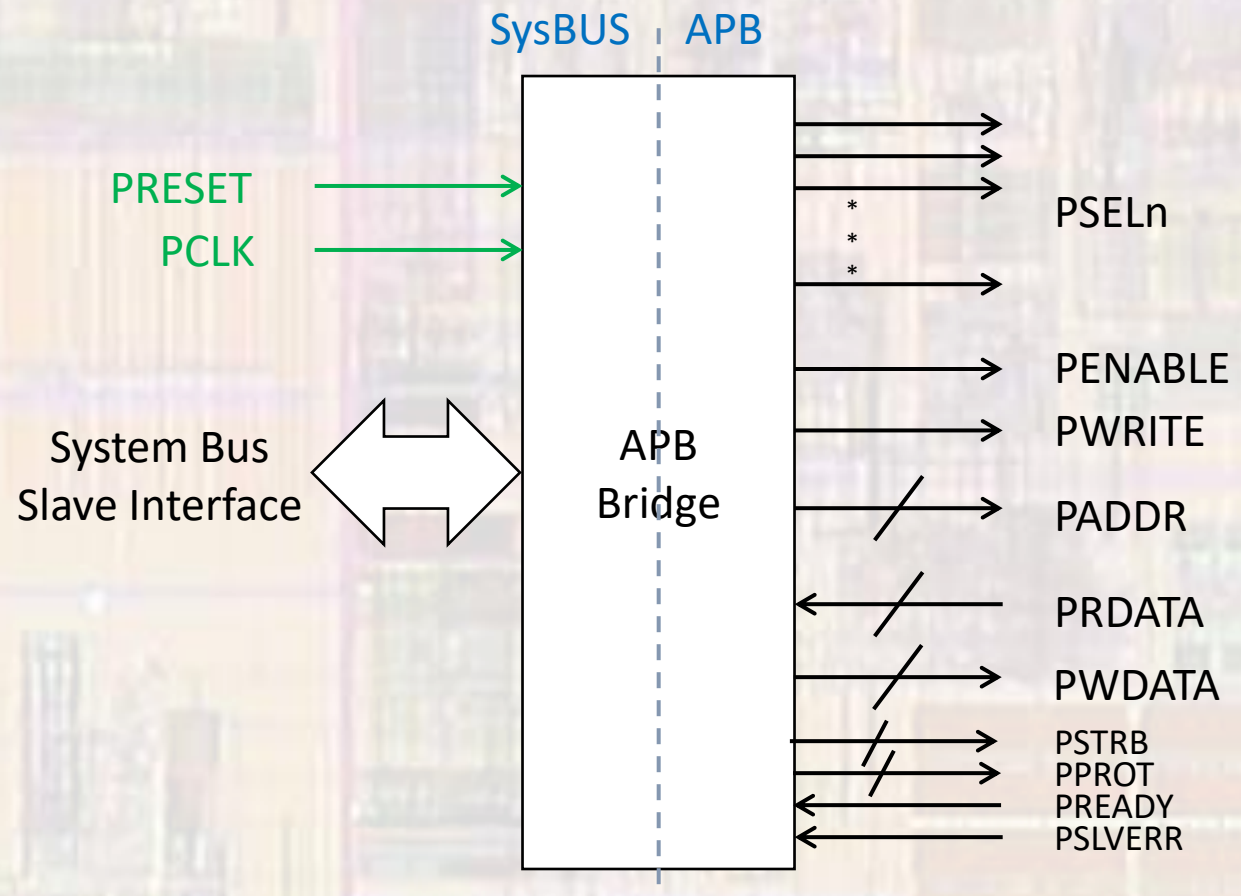 SysBUS APB
PRESET
PCLK
System Bus
Slave Interface
APB
Bridge
*
*
*
PSELn
PENABLE
PWRITE
PADDR
PRDATA
PWDATA
PSTRB
PPROT
PREADY
PSLVERR